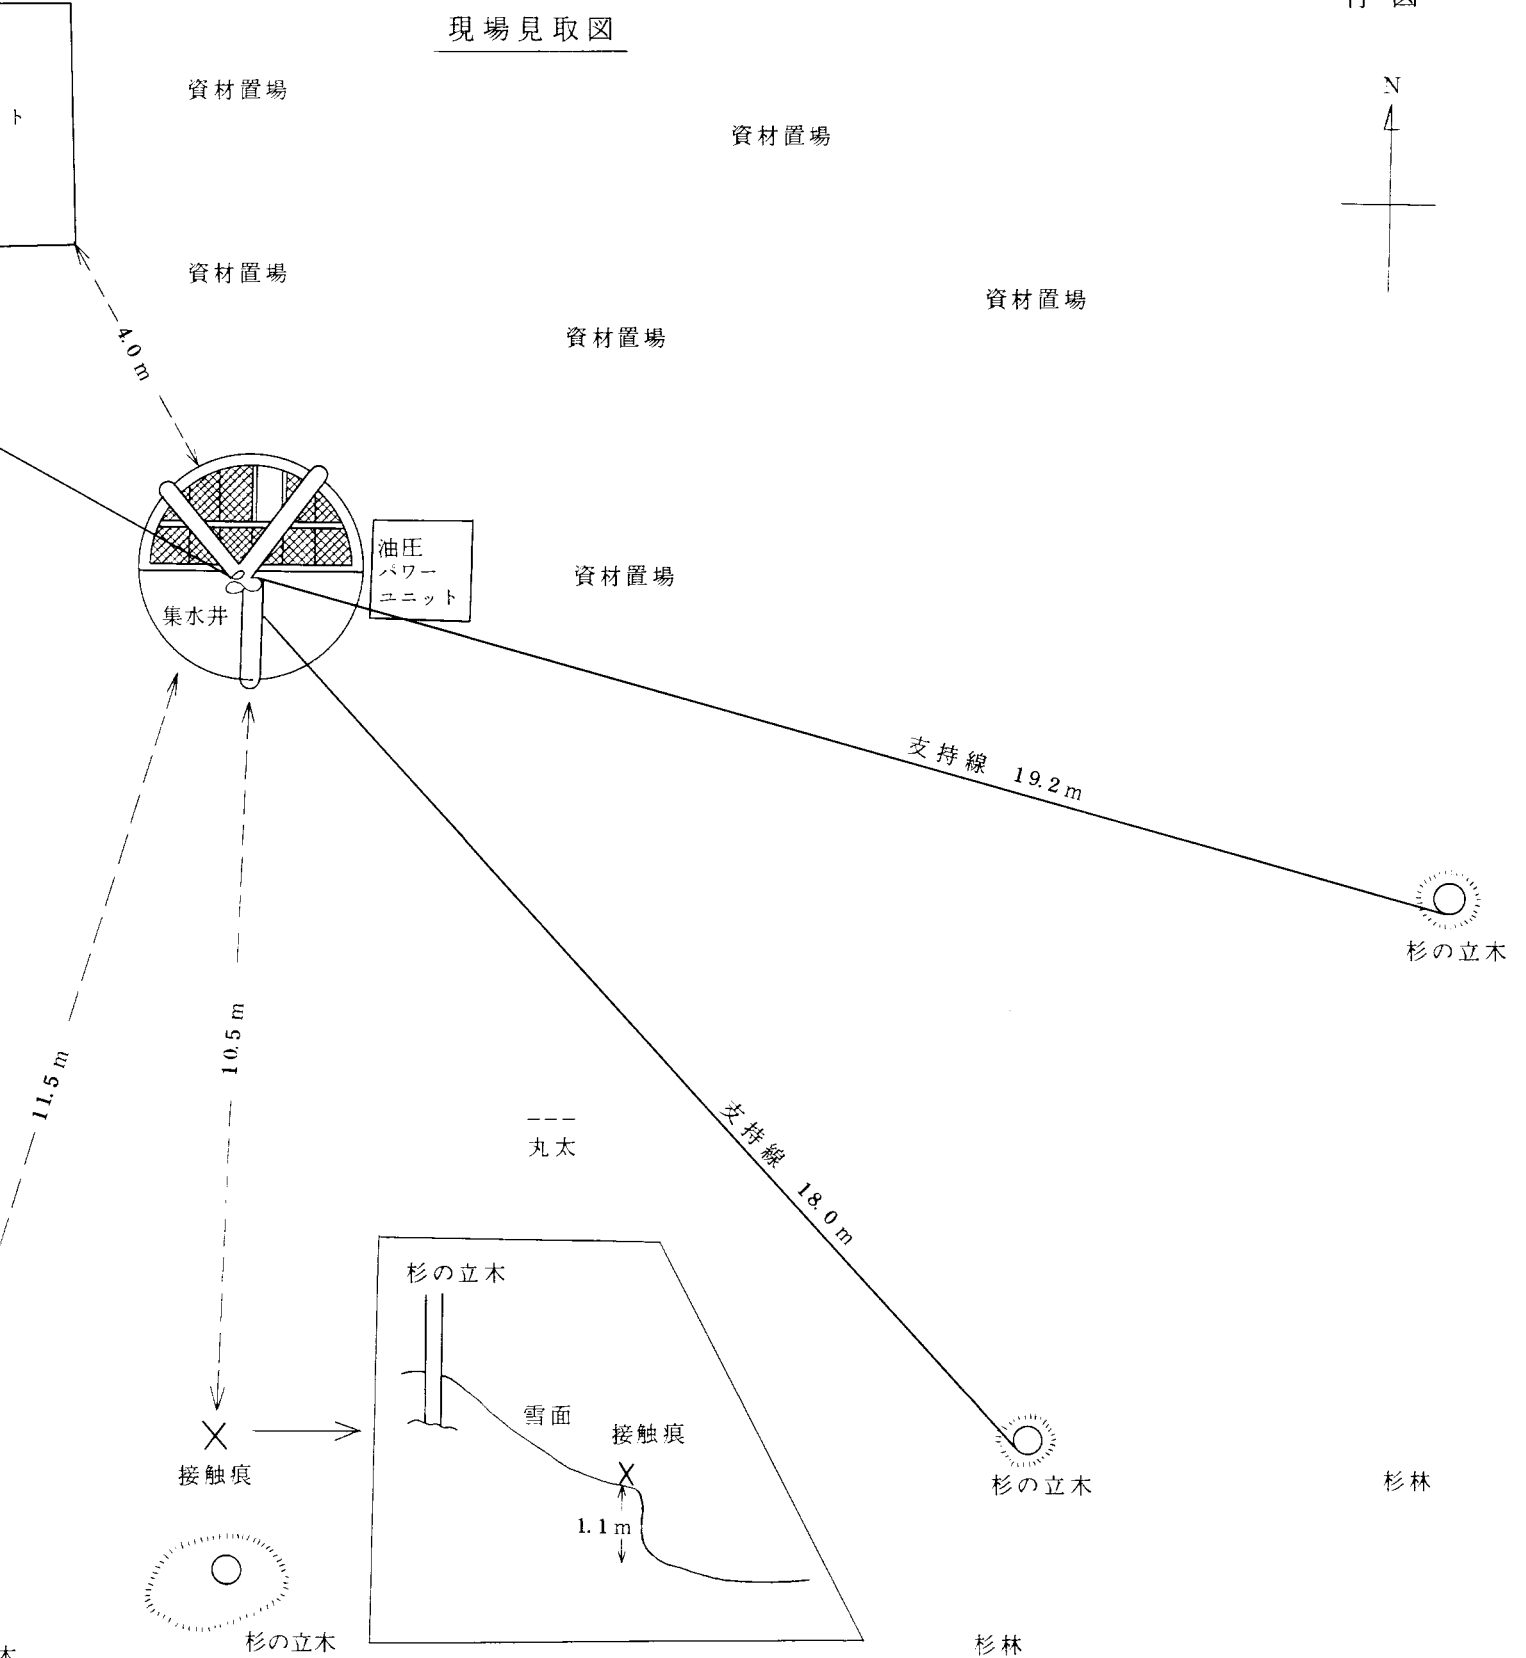 現場見取図
N
ト
資材置場
資材置場
資材置場
資材置場
資材置場
4.0m
油圧
パワー
ユニット
資材置場
集水井
支持線 19.2m
杉の立木
11.5m
10.5m
丸太
支持線 18.0m
杉の立木
雪面
接触痕
1.1m
接触痕
杉の立木
杉林
杉の立木
杉林